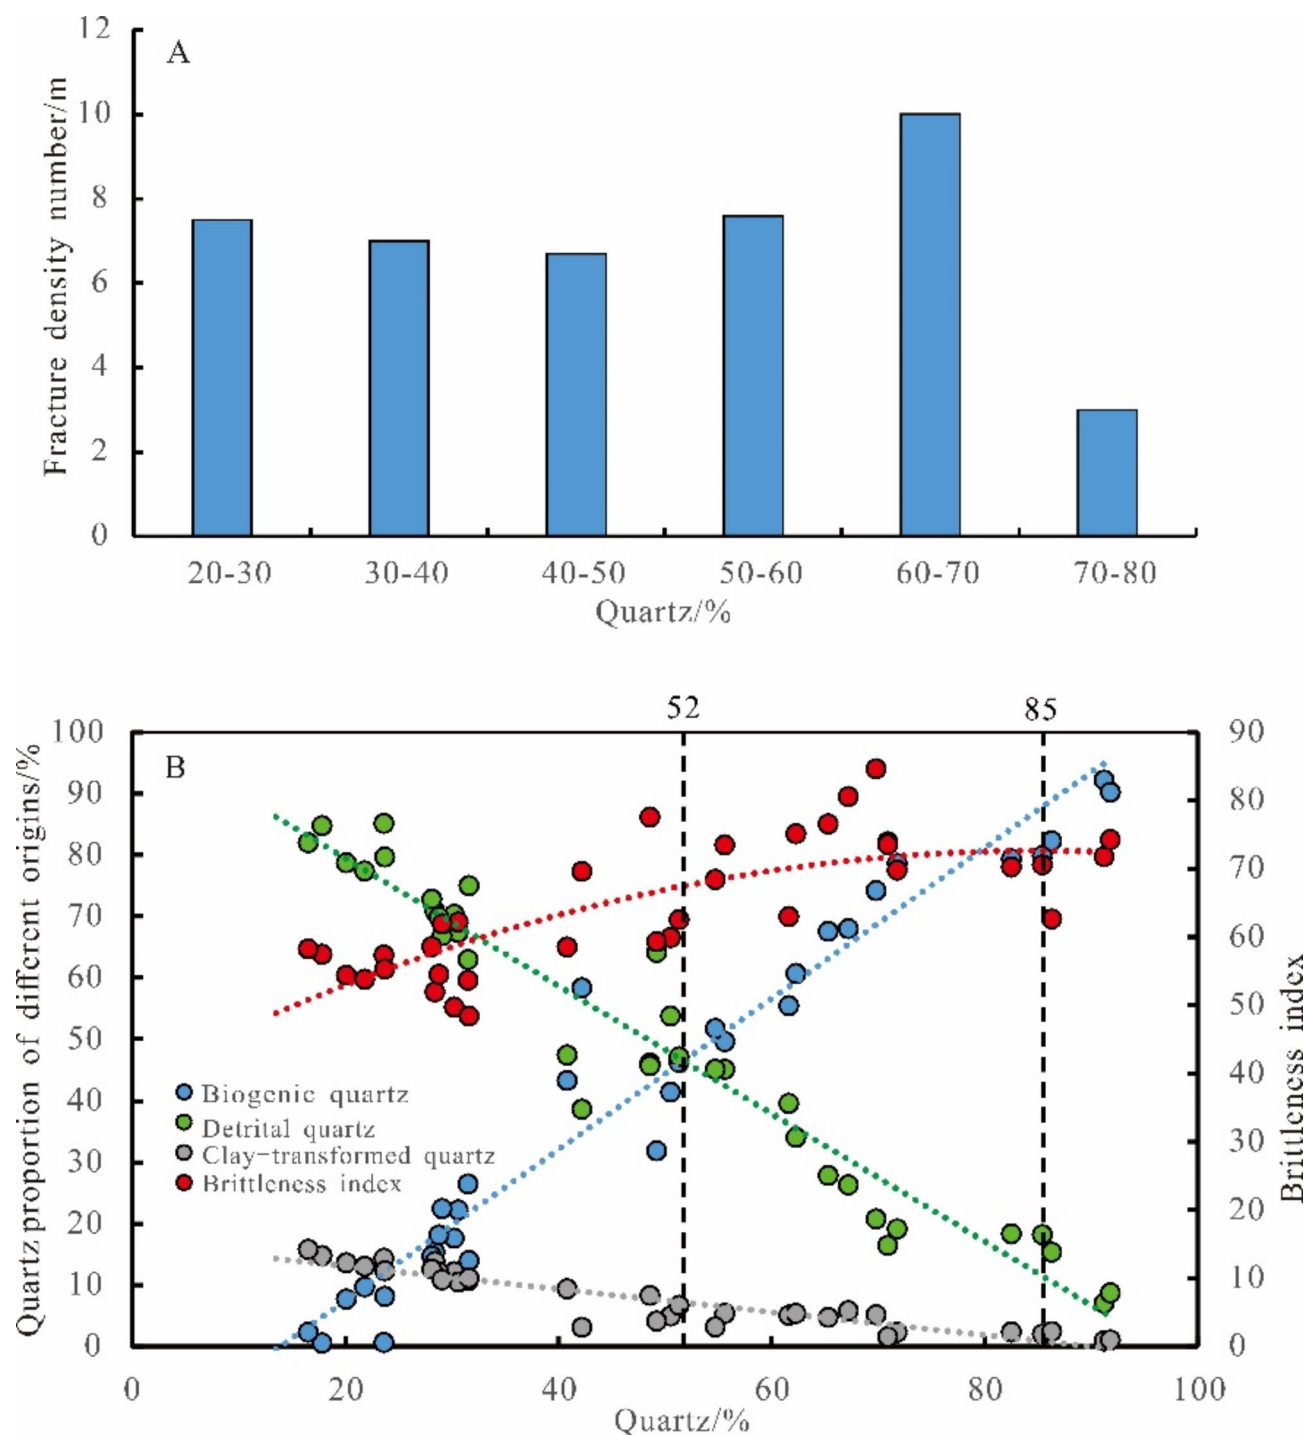 A
Fracture density number/m
12
10
8
6
4
2
0
20-30 30-40 40-50 50-60 60-70 70-80
Quartz/%
52 85
B
Quartz proportion of different origins/%
100
90
80
70
60
50
40
30
20
10
0
Biogenic quartz
Detrital quartz
Clay-transformed quartz
Brittleness index
90
80
70
60
50
40
30
20
10
0
Brittleness index
0 20 40 60 80 100
Quartz/%